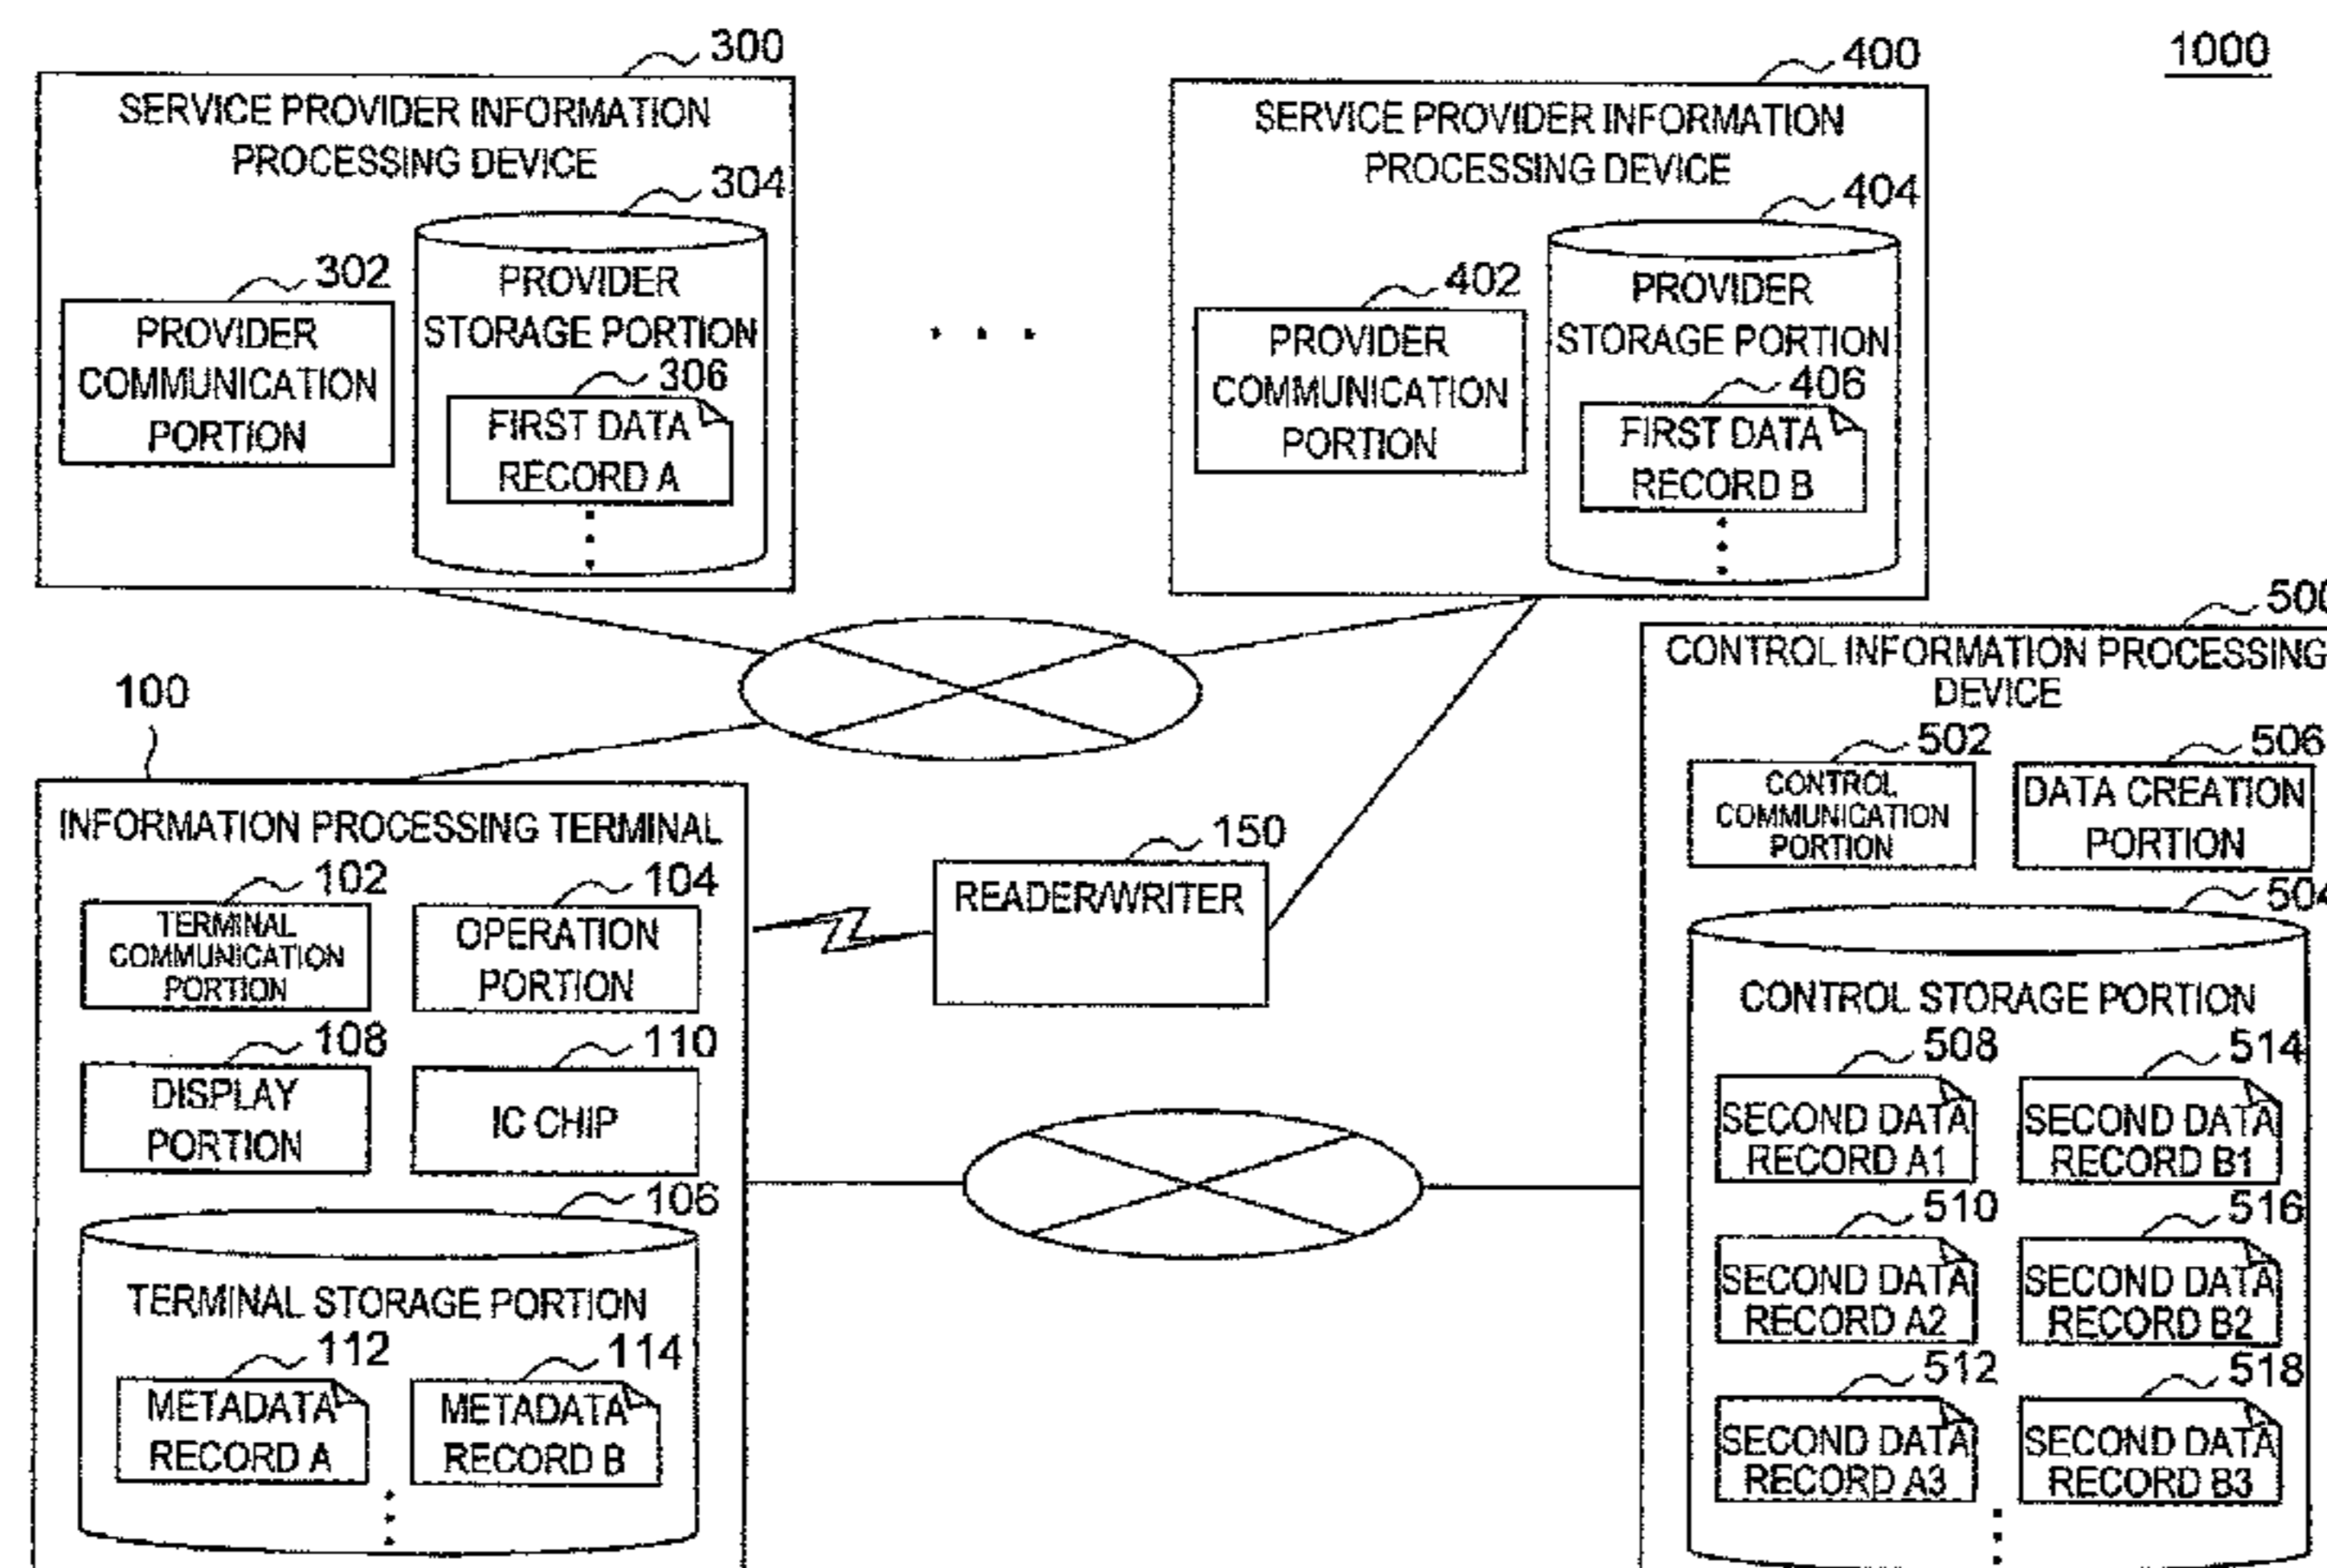 300
400
1000
SERVICE PROVIDER INFORMATION
PROCESSING DEVICE
304
302
PROVIDER
COMMUNICATION
PORTION
PROVIDER
STORAGE PORTION
306
FIRST DATA
RECORD A
SERVICE PROVIDER INFORMATION
PROCESSING DEVICE
404
402
PROVIDER
COMMUNICATION
PORTION
PROVIDER
STORAGE PORTION
406
FIRST DATA
RECORD B
100
INFORMATION PROCESSING TERMINAL
102
TERMINAL
COMMUNICATION
PORTION
104
OPERATION
PORTION
108
DISPLAY
PORTION
110
IC CHIP
106
TERMINAL STORAGE PORTION
112
METADATA
RECORD A
114
METADATA
RECORD B
150
READER/WRITER
500
CONTROL INFORMATION PROCESSING
DEVICE
502
CONTROL
COMMUNICATION
PORTION
506
DATA CREATION
PORTION
504
CONTROL STORAGE PORTION
508
SECOND DATA
RECORD A1
514
SECOND DATA
RECORD B1
510
SECOND DATA
RECORD A2
516
SECOND DATA
RECORD B2
512
SECOND DATA
RECORD A3
518
SECOND DATA
RECORD B3